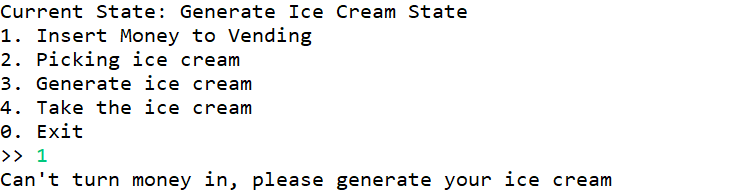 Current State: Generate Ice Cream State
1. Insert Money to Vending
2. Picking ice cream
3. Generate ice cream
4. Take the ice cream
0. Exit
>> 1
Can't turn money in, please generate your ice cream